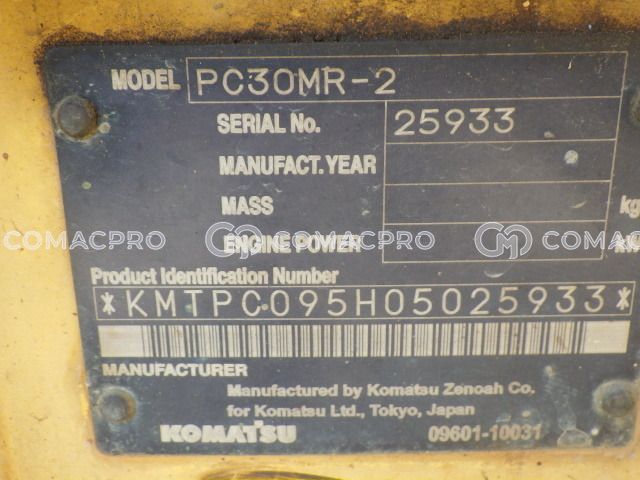 MODEL PC30MR-2
SERIAL No. 25933
MANUFACT.YEAR
MASS kg
COMACPRO COMACPRO
ENGINE POWER kW
Product Identification Number
*KMTPC095H05025933*
MANUFACTURER
Manufactured by Komatsu Zenoah Co.
for Komatsu Ltd., Tokyo, Japan
KOMATSU 09601-10031